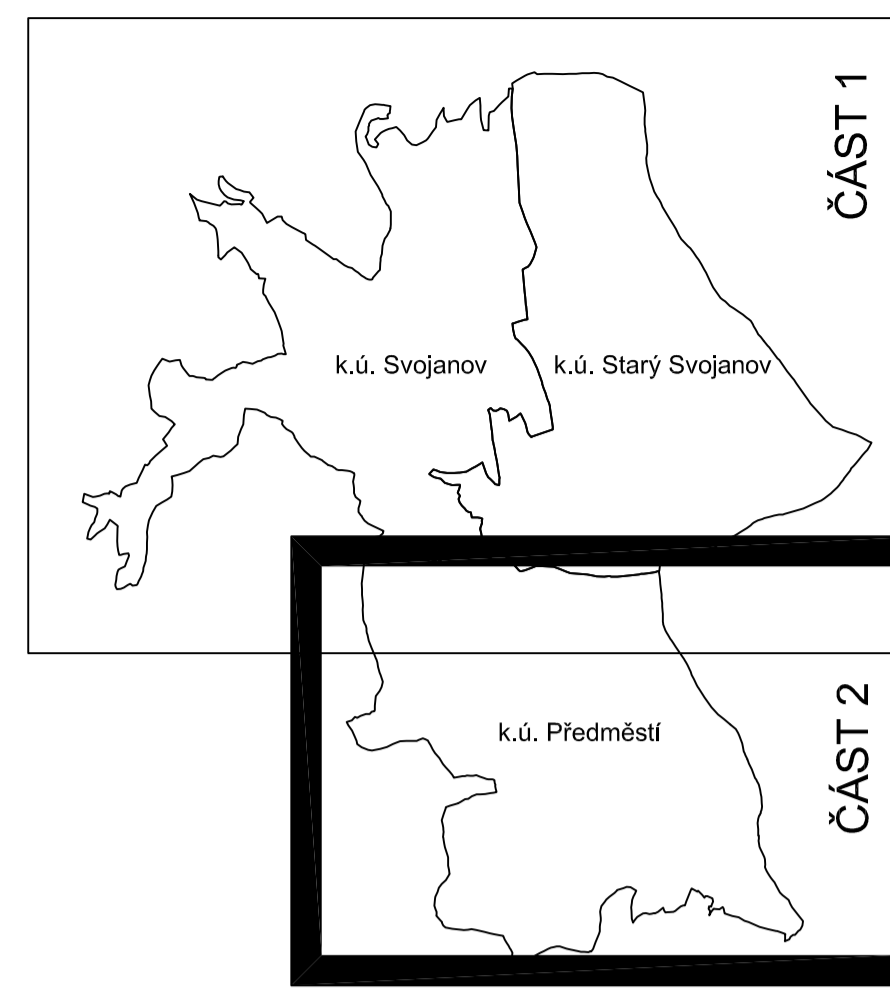 ČÁST 1
k.ú. Svojanov
k.ú. Starý Svojanov
k.ú. Předměstí
ČÁST 2